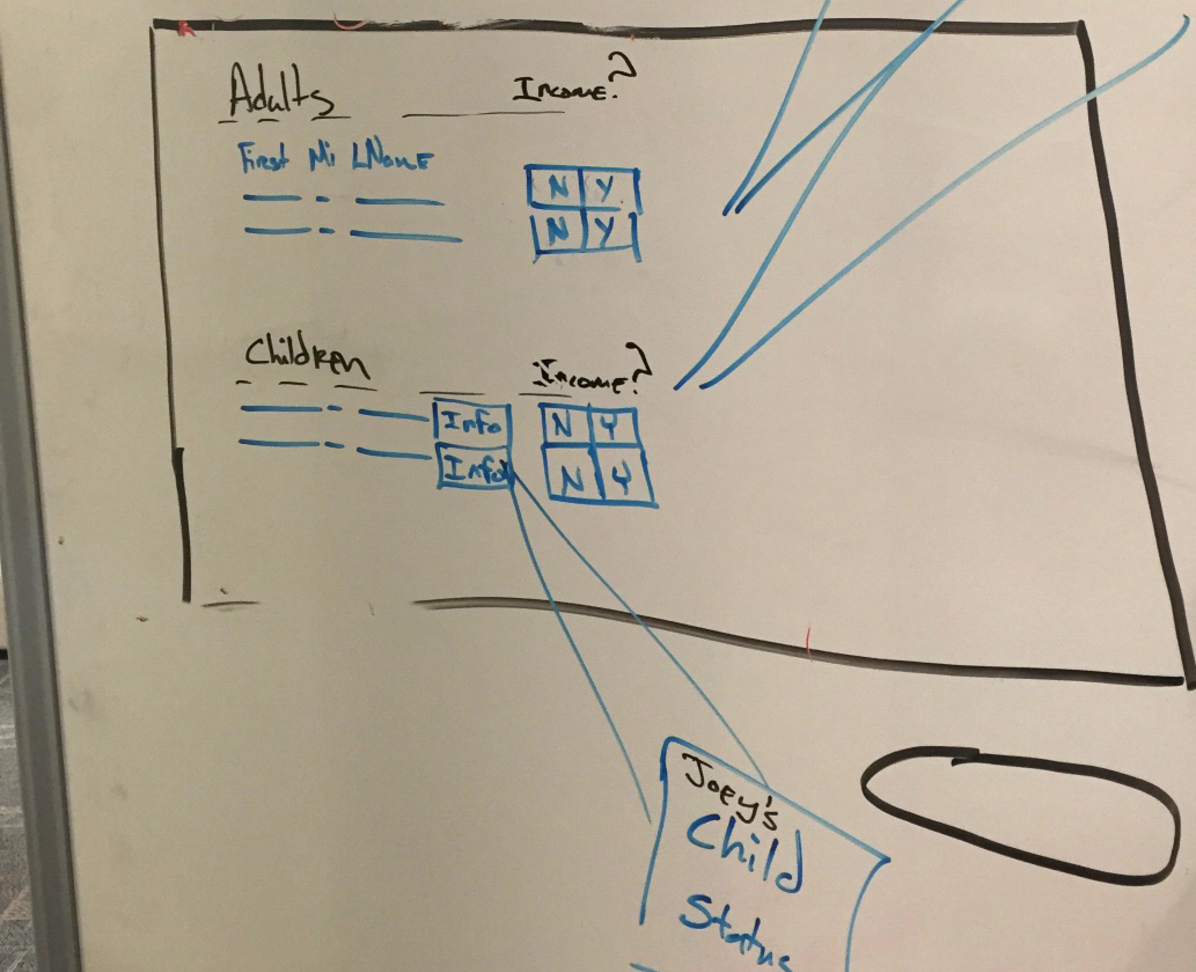 Adults Income?
First Mi LName
N Y
N Y
Children Income?
Info N Y
Info N Y
Joey's
Child
Status